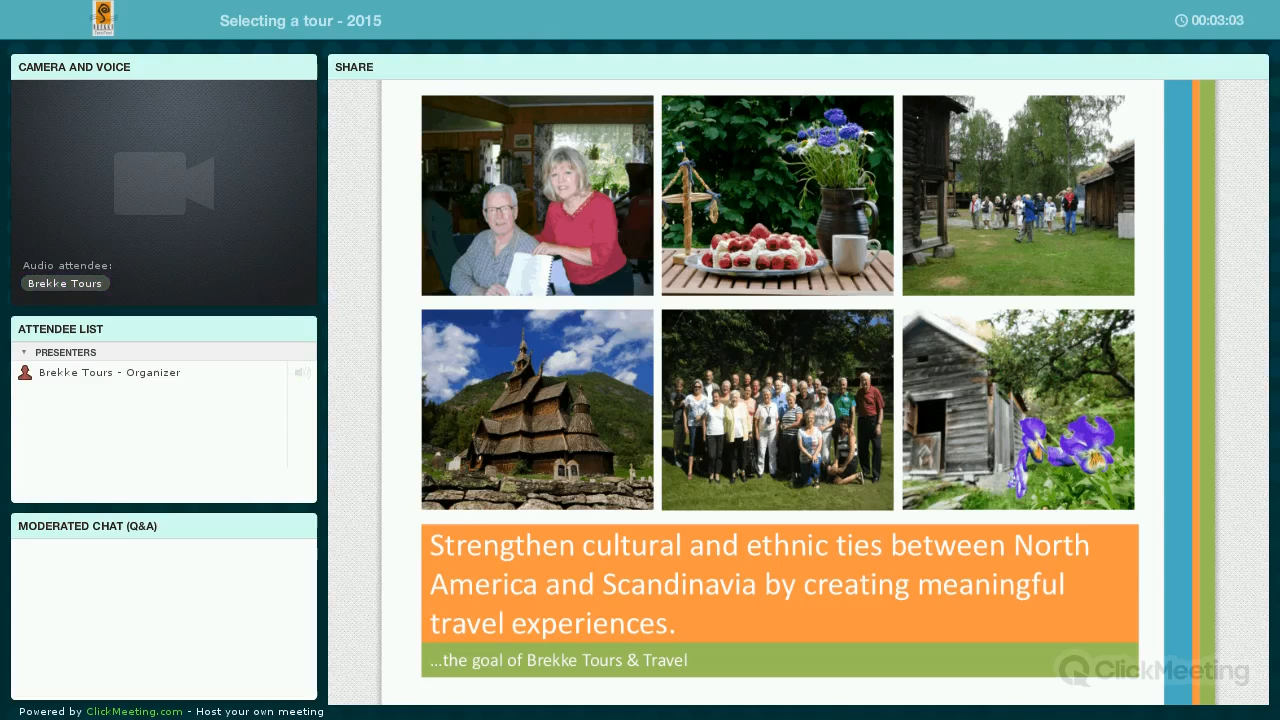 Selecting a tour - 2015
00:03:03
CAMERA AND VOICE
Audio attendee:
Brekke Tours
ATTENDEE LIST
PRESENTERS
Brekke Tours - Organizer
MODERATED CHAT (Q&A)
SHARE
Strengthen cultural and ethnic ties between North
America and Scandinavia by creating meaningful
travel experiences.
...the goal of Brekke Tours & Travel
ClickMeeting
Powered by ClickMeeting.com - Host your own meeting